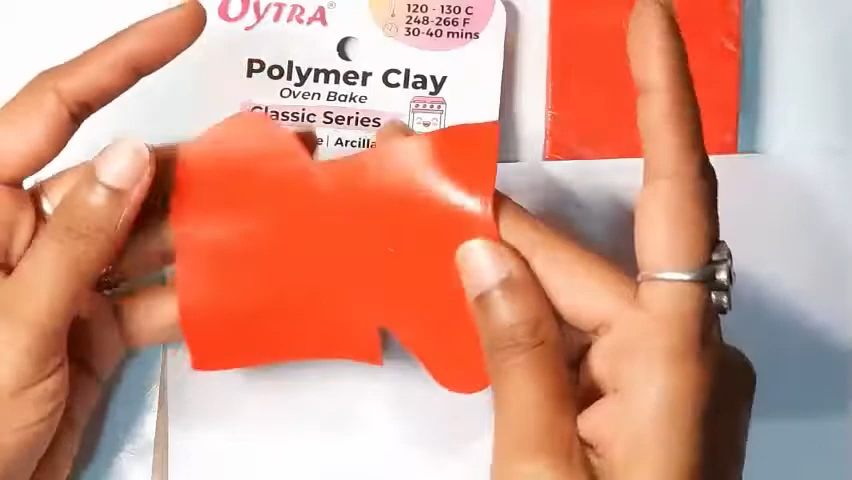 OYTRA
120 - 130 C
248-266 F
30-40 mins
Polymer Clay
Oven Bake
Classic Series
Arcilla